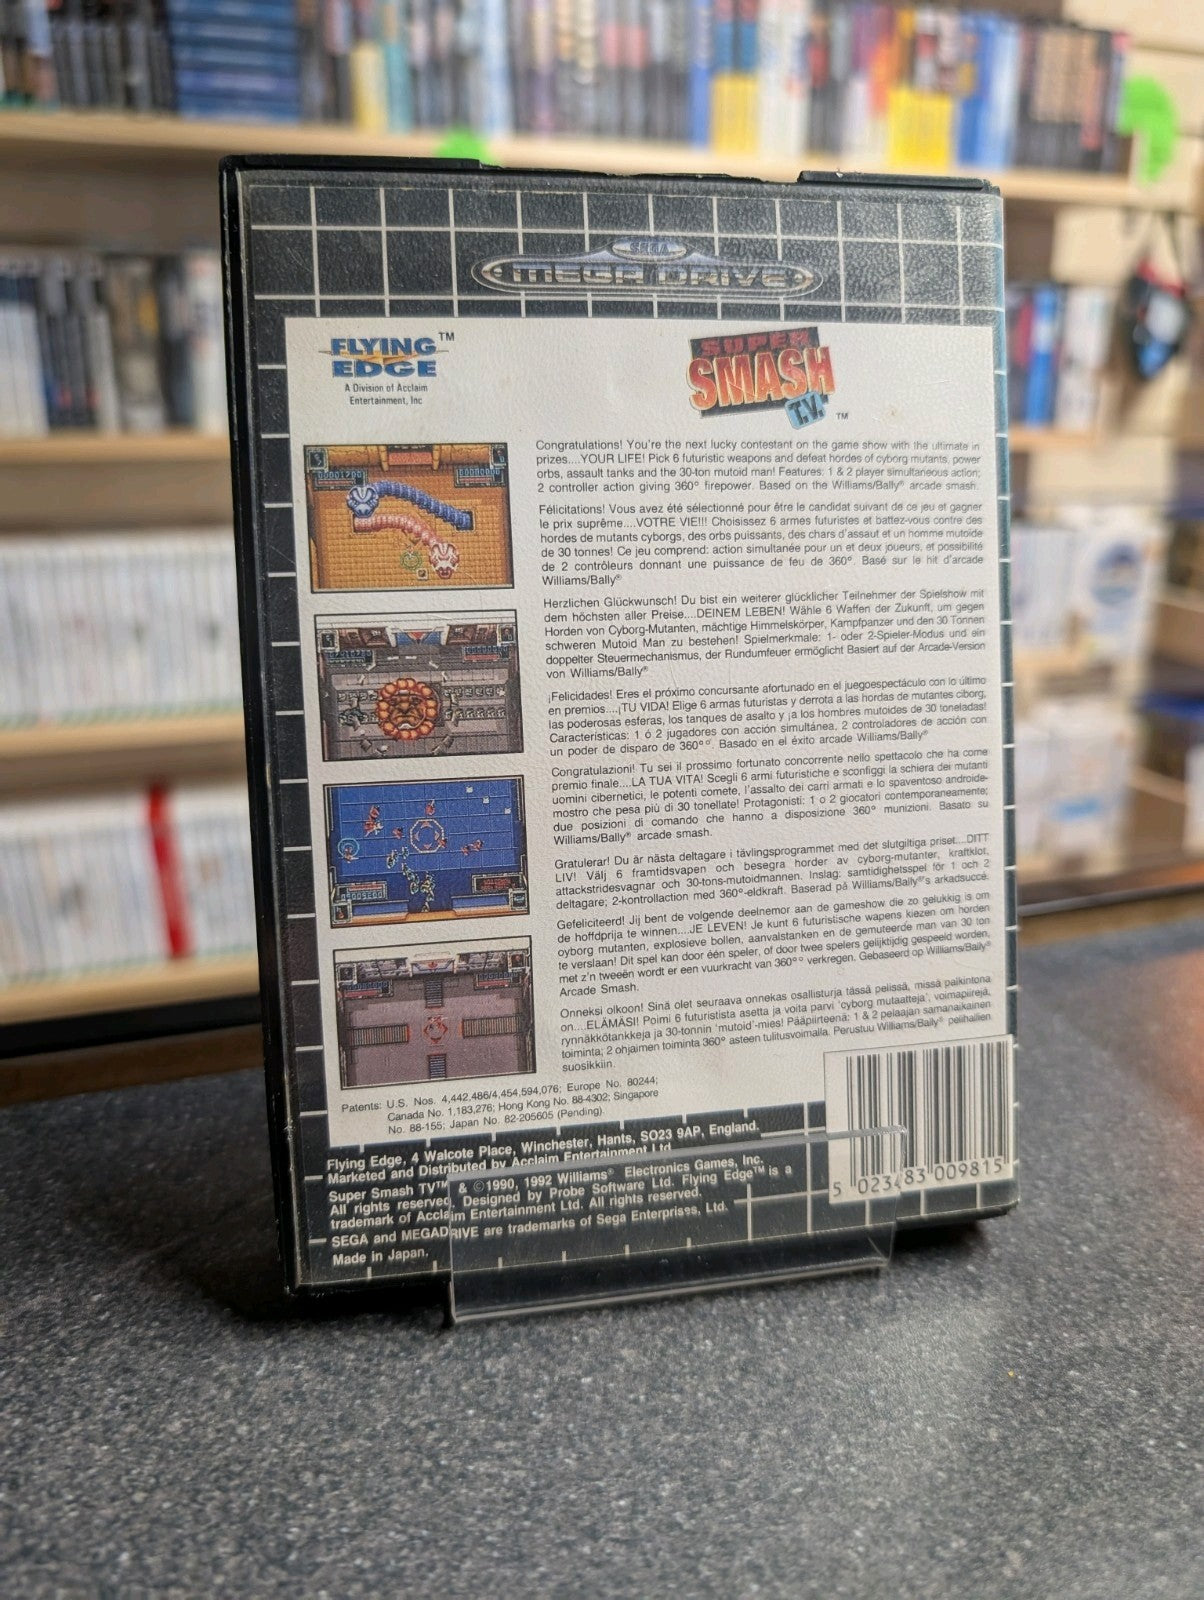 SEGA
MEGA DRIVE
FLYING EDGE™
A Division of Acclaim
Entertainment, Inc
SUPER
SMASH
T.V.™
Congratulations! You're the next lucky contestant on the game show with the ultimate in
prizes....YOUR LIFE! Pick 6 futuristic weapons and defeat hordes of cyborg mutants, power
orbs, assault tanks and the 30-ton mutoid man! Features: 1 & 2 player simultaneous action;
2 controller action giving 360° firepower. Based on the Williams/Bally® arcade smash.
Félicitations! Vous avez été sélectionné pour être le candidat suivant de ce jeu et gagner
le prix suprême....VOTRE VIE!!! Choisissez 6 armes futuristes et battez-vous contre des
hordes de mutants cyborgs, des orbs puissants, des chars d'assaut et un homme mutoide
de 30 tonnes! Ce jeu comprend: action simultanée pour un et deux joueurs, et possibilité
de 2 contrôleurs donnant une puissance de feu de 360°. Basé sur le hit d'arcade
Williams/Bally®
Herzlichen Glückwunsch! Du bist ein weiterer glücklicher Teilnehmer der Spielshow mit
dem höchsten aller Preise....DEINEM LEBEN! Wähle 6 Waffen der Zukunft, um gegen
Horden von Cyborg-Mutanten, mächtige Himmelskörper, Kampfpanzer und den 30 Tonnen
schweren Mutoid Man zu bestehen! Spielmerkmale: 1- oder 2-Spieler-Modus und ein
doppelter Steuermechanismus, der Rundumfeuer ermöglicht Basiert auf der Arcade-Version
von Williams/Bally®
¡Felicidades! Eres el próximo concursante afortunado en el juegoespectáculo con lo último
en premios....¡TU VIDA! Elige 6 armas futuristas y derrota a las hordas de mutantes ciborg,
las poderosas esferas, los tanques de asalto y ¡a los hombres mutoides de 30 toneladas!
Características: 1 ó 2 jugadores con acción simultánea, 2 controladores de acción con
un poder de disparo de 360°° Basado en el éxito arcade Williams/Bally®
Congratulazioni! Tu sei il prossimo fortunato concorrente nello spettacolo che ha come
premio finale....LA TUA VITA! Scegli 6 armi futuristiche e sconfiggi la schiera dei mutanti
uomini cibernetici, le potenti comete, l'assalto dei carri armati e lo spaventoso androide-
mostro che pesa più di 30 tonellate! Protagonisti: 1 o 2 giocatori contemporaneamente;
due posizioni di comando che hanno a disposizione 360° munizioni. Basato su
Williams/Bally® arcade smash.
Gratulerar! Du är nästa deltagare i tävlingsprogrammet med det slutgiltiga priset....DITT
LIV! Välj 6 framtidsvapen och besegra horder av cyborg-mutanter, kraftklot,
attackstridesvagnar och 30-tons-mutoidmannen. Inslag: samtidighetsspel för 1 och 2
deltagare; 2-kontrollaction med 360°-eldkraft. Baserad på Williams/Bally®'s arkadsuccé.
Gefeliciteerd! Jij bent de volgende deelnemor aan de gameshow die zo gelukkig is om
de hoffdprija te winnen....JE LEVEN! Je kunt 6 futuristische wapens kiezen om horden
oyborg mutanten, explosieve bollen, aanvalstanken en de gemuteerde man van 30 ton
te verslaan! Dit spel kan door één speler, of door twee spelers gelijktijdig gespeeld worden,
met z'n tweeën wordt er een vuurkracht van 360°° verkregen. Gebaseerd op Williams/Bally®
Arcade Smash.
Onneksi olkoon! Sinä olet seuraava onnekas osallisturja tässä pelissä, missä palkintona
on....ELÄMÄSI! Poimi 6 futuristista asetta ja voita parvi 'cyborg mutaatteja', voimapiirejä,
rynnäkkötankkeja ja 30-tonnin 'mutoid'-mies! Pääpiirteenä: 1 & 2 pelaajan samanaikainen
toiminta; 2 ohjaimen toiminta 360° asteen tulitusvoimalla. Perustuu Williams/Bally® pelihallien
suosikkiin.
Patents: U.S. Nos. 4,442,486/4,454,594,076; Europe No. 80244;
Canada No. 1,183,276; Hong Kong No. 88-4302; Singapore
No. 88-155; Japan No. 82-205605 (Pending)
Flying Edge, 4 Walcote Place, Winchester, Hants, SO23 9AP, England.
Marketed and Distributed by Acclaim Entertainment Ltd.
Super Smash TV™ & ©1990, 1992 Williams® Electronics Games, Inc.
All rights reserved. Designed by Probe Software Ltd. Flying Edge™ is a
trademark of Acclaim Entertainment Ltd. All rights reserved.
SEGA and MEGADRIVE are trademarks of Sega Enterprises, Ltd.
Made in Japan.
5 023483 009815